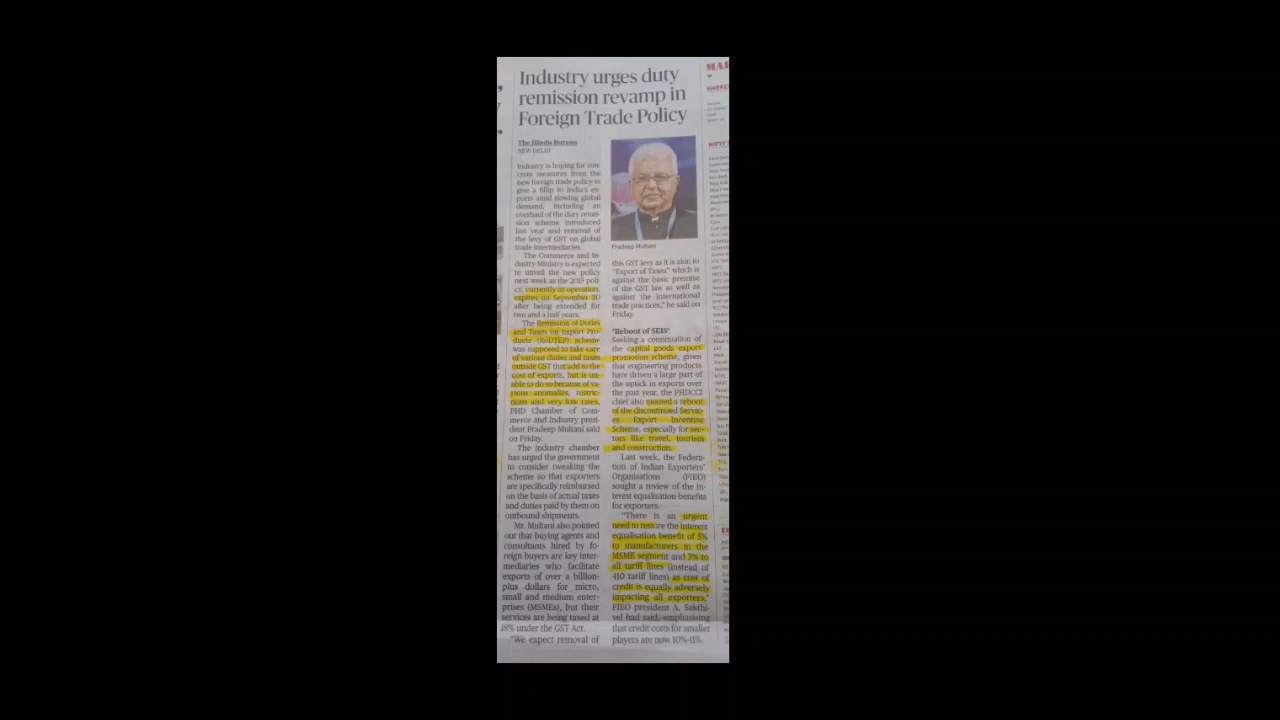 Industry urges duty
remission revamp in
Foreign Trade Policy
The Hindu Bureau
NEW DELHI
Industry is hoping for con-
crete measures from the
new foreign trade policy to
give a fillip to India's ex-
ports amid slowing global
demand, including an
overhaul of the duty remis-
sion scheme introduced
last year and removal of
the levy of GST on global
trade intermediaries.
The Commerce and In-
dustry Ministry is expected
to unveil the new policy
next week as the 2015 poli-
cy, currently in operation,
expires on September 30
after being extended for
two and a half years.
The Remission of Duties
and Taxes on Export Pro-
ducts (RoDTEP) scheme
was supposed to take care
of various duties and taxes
outside GST that add to the
cost of exports, but is un-
able to do so because of va-
rious anomalies, restric-
tions and very low rates,
PHD Chamber of Com-
merce and Industry presi-
dent Pradeep Multani said
on Friday.
The industry chamber
has urged the government
to consider tweaking the
scheme so that exporters
are specifically reimbursed
on the basis of actual taxes
and duties paid by them on
outbound shipments.
Mr. Multani also pointed
out that buying agents and
consultants hired by fo-
reign buyers are key inter-
mediaries who facilitate
exports of over a billion-
plus dollars for micro,
small and medium enter-
prises (MSMEs), but their
services are being taxed at
18% under the GST Act.
"We expect removal of
Pradeep Multani
this GST levy as it is akin to
"Export of Taxes" which is
against the basic premise
of the GST law as well as
against the international
trade practices," he said on
Friday.
'Reboot of SEIS'
Seeking a continuation of
the capital goods export
promotion scheme, given
that engineering products
have driven a large part of
the uptick in exports over
the past year, the PHDCCI
chief also mooted a reboot
of the discontinued Servic-
es Export Incentive
Scheme, especially for sec-
tors like travel, tourism
and construction.
Last week, the Federa-
tion of Indian Exporters'
Organisations (FIEO)
sought a review of the in-
terest equalisation benefits
for exporters.
"There is an urgent
need to restore the interest
equalisation benefit of 5%
to manufacturers in the
MSME segment and 3% to
all tariff lines (instead of
410 tariff lines) as cost of
credit is equally adversely
impacting all exporters,"
FIEO president A. Sakthi-
vel had said, emphasising
that credit costs for smaller
players are now 10%-11%.
MAR
NIFTY